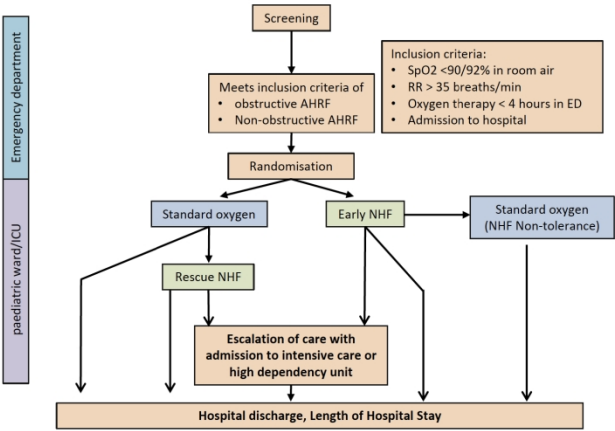 Screening
Emergency department
Meets inclusion criteria of
• obstructive AHRF
• Non-obstructive AHRF
Inclusion criteria:
• SpO2 <90/92% in room air
• RR > 35 breaths/min
• Oxygen therapy < 4 hours in ED
• Admission to hospital
Randomisation
paediatric ward/ICU
Standard oxygen
Early NHF
Standard oxygen
(NHF Non-tolerance)
Rescue NHF
Escalation of care with
admission to intensive care or
high dependency unit
Hospital discharge, Length of Hospital Stay